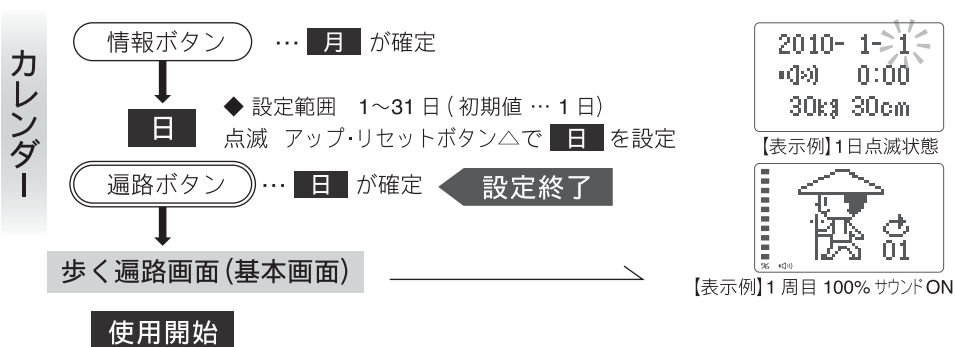 カレンダー
情報ボタン … 月 が確定
日
◆ 設定範囲 1～31日(初期値 … 1日)
点滅 アップ・リセットボタン△で 日 を設定
遍路ボタン … 日 が確定 設定終了
歩く遍路画面(基本画面)
使用開始
2010- 1- 1
0:00
30kg 30cm
【表示例】1日点滅状態
01
%
【表示例】1周目 100% サウンドON